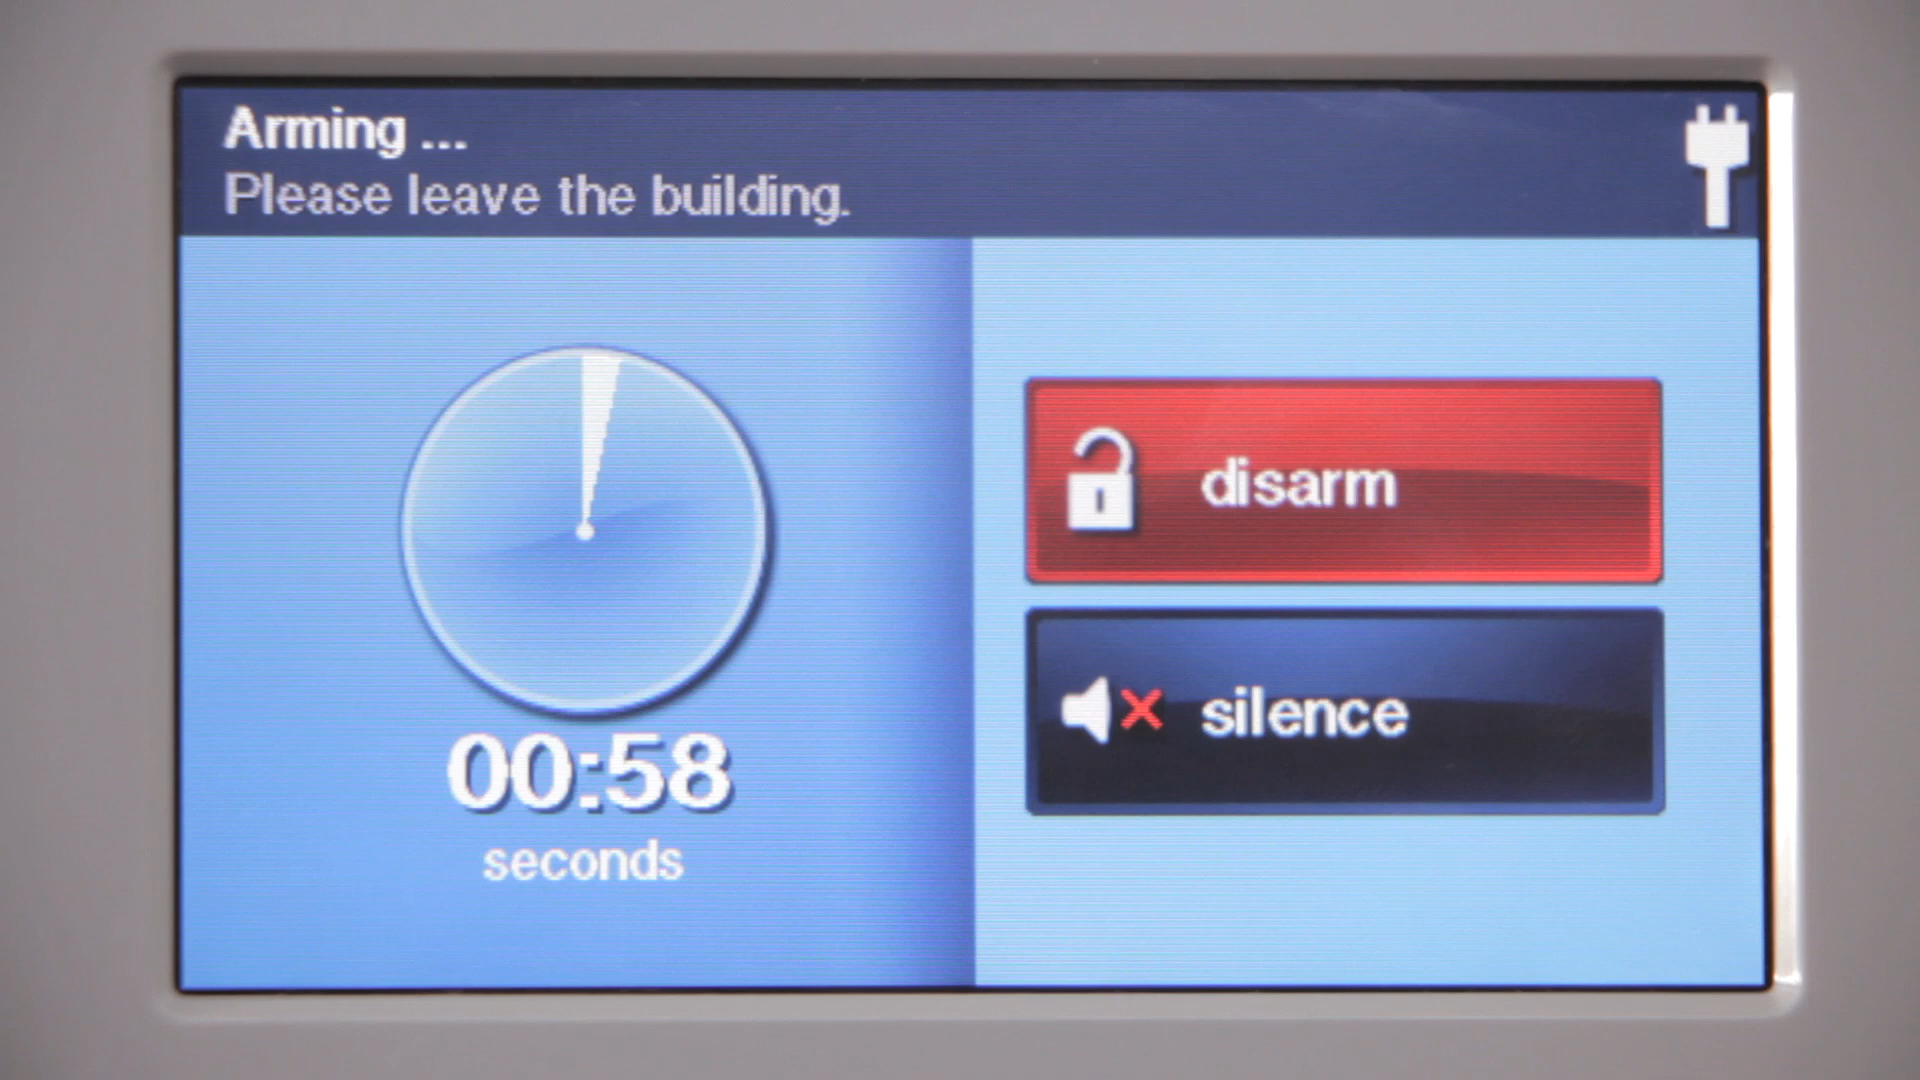 Arming ...
Please leave the building.
disarm
silence
00:58
seconds